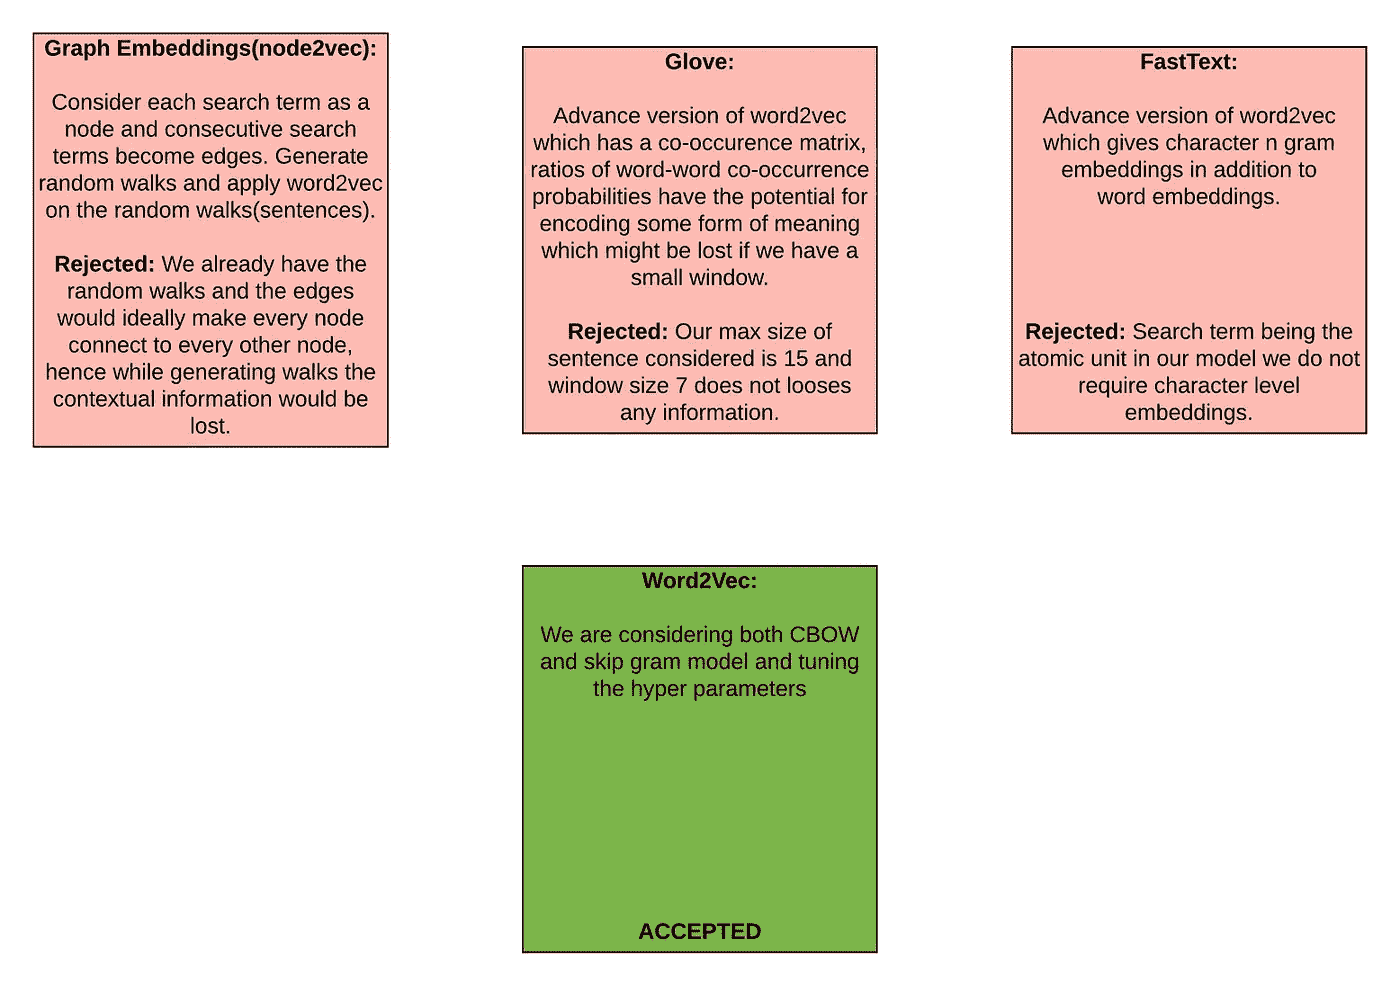 Graph Embeddings(node2vec):
Consider each search term as a
node and consecutive search
terms become edges. Generate
random walks and apply word2vec
on the random walks(sentences).
Rejected: We already have the
random walks and the edges
would ideally make every node
connect to every other node,
hence while generating walks the
contextual information would be
lost.
Glove:
Advance version of word2vec
which has a co-occurence matrix,
ratios of word-word co-occurrence
probabilities have the potential for
encoding some form of meaning
which might be lost if we have a
small window.
Rejected: Our max size of
sentence considered is 15 and
window size 7 does not looses
any information.
FastText:
Advance version of word2vec
which gives character n gram
embeddings in addition to
word embeddings.
Rejected: Search term being the
atomic unit in our model we do not
require character level
embeddings.
Word2Vec:
We are considering both CBOW
and skip gram model and tuning
the hyper parameters
ACCEPTED